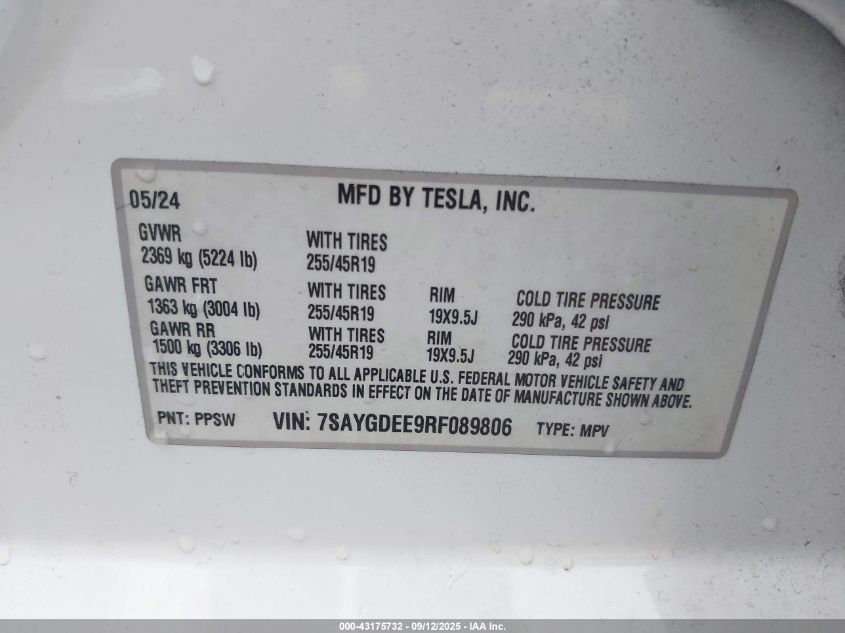 05/24 MFD BY TESLA, INC.
GVWR
2369 kg (5224 lb) WITH TIRES 255/45R19
GAWR FRT
1363 kg (3004 lb) WITH TIRES 255/45R19 RIM 19X9.5J COLD TIRE PRESSURE 290 kPa, 42 psi
GAWR RR
1500 kg (3306 lb) WITH TIRES 255/45R19 RIM 19X9.5J COLD TIRE PRESSURE 290 kPa, 42 psi
THIS VEHICLE CONFORMS TO ALL APPLICABLE U.S. FEDERAL MOTOR VEHICLE SAFETY AND
THEFT PREVENTION STANDARDS IN EFFECT ON THE DATE OF MANUFACTURE SHOWN ABOVE.
PNT: PPSW VIN: 7SAYGDEE9RF089806 TYPE: MPV
000-43175732 - 09/12/2025 - IAA Inc.